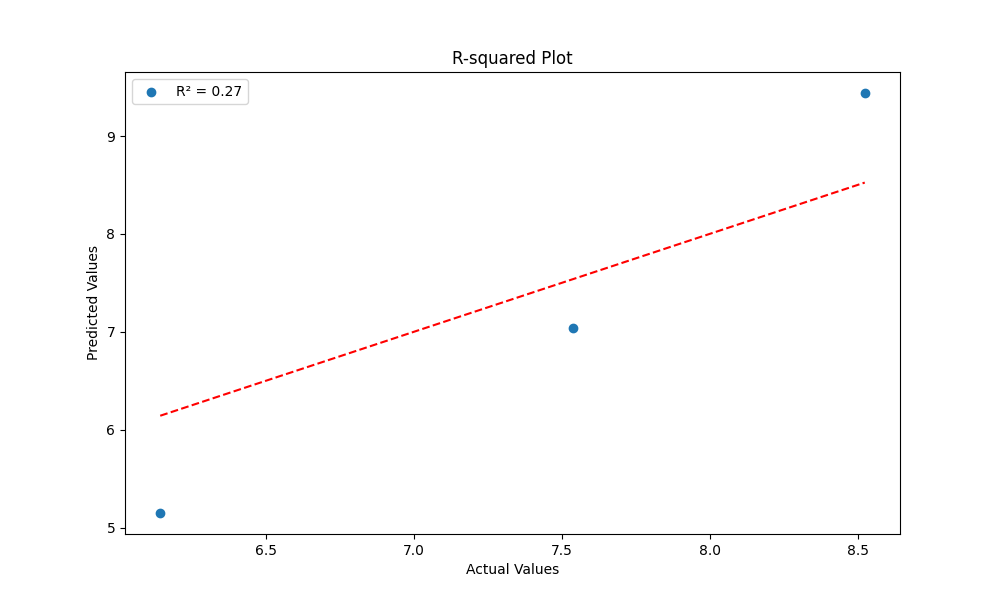 R-squared Plot
R² = 0.27
9
8
7
6
5
Predicted Values
6.5 7.0 7.5 8.0 8.5
Actual Values